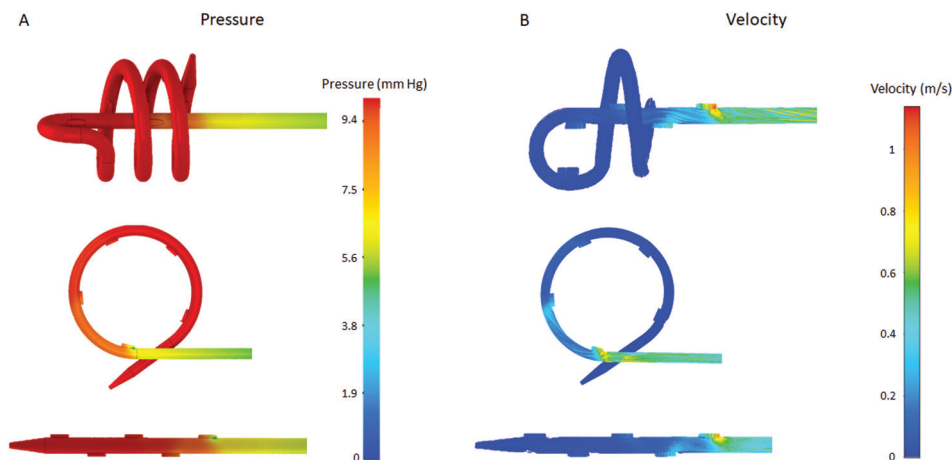 A
Pressure
B
Velocity
Pressure (mm Hg)
9.4
7.5
5.6
3.8
1.9
0
Velocity (m/s)
1
0.8
0.6
0.4
0.2
0